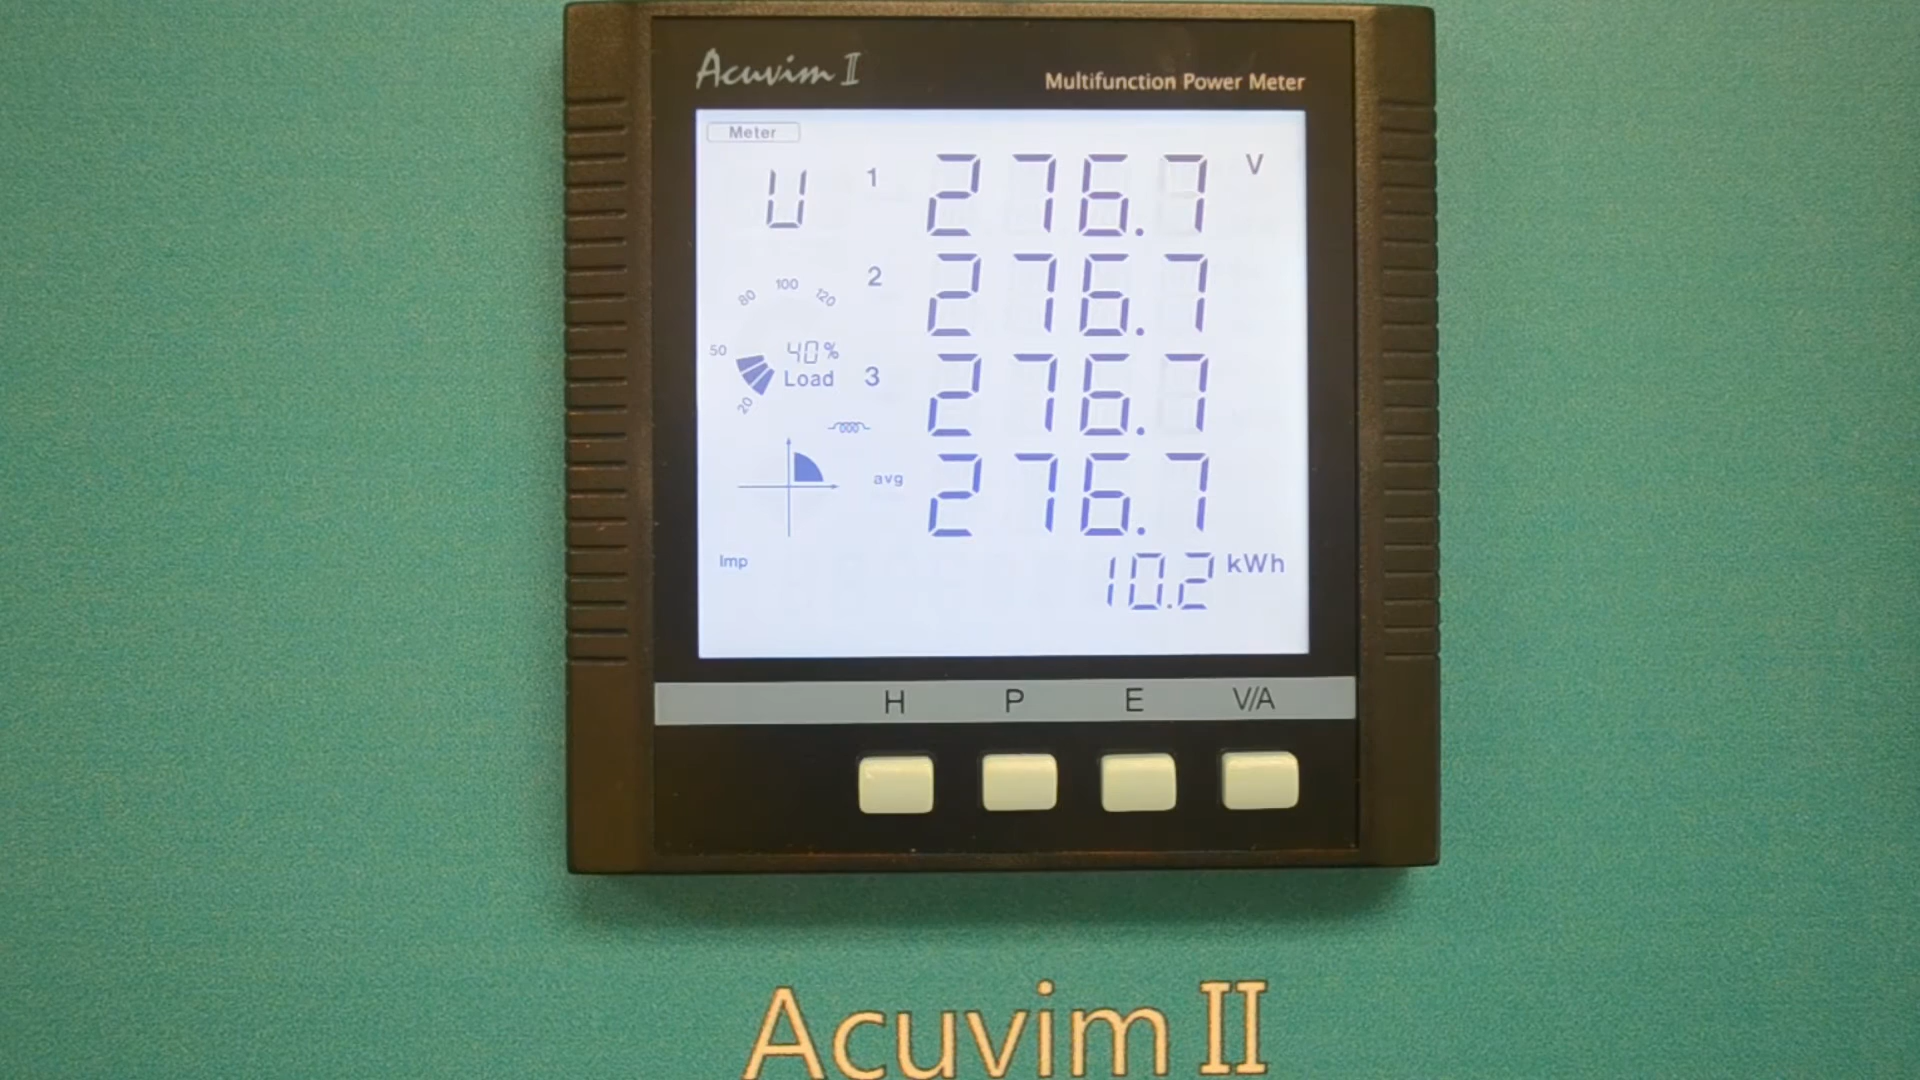 Acuvim II
Multifunction Power Meter
Meter
U 1 276.7 V
2 276.7
80 100 120
50 40% Load 3 276.7
20
avg 276.7
Imp 10.2 kWh
H P E V/A
Acuvim II